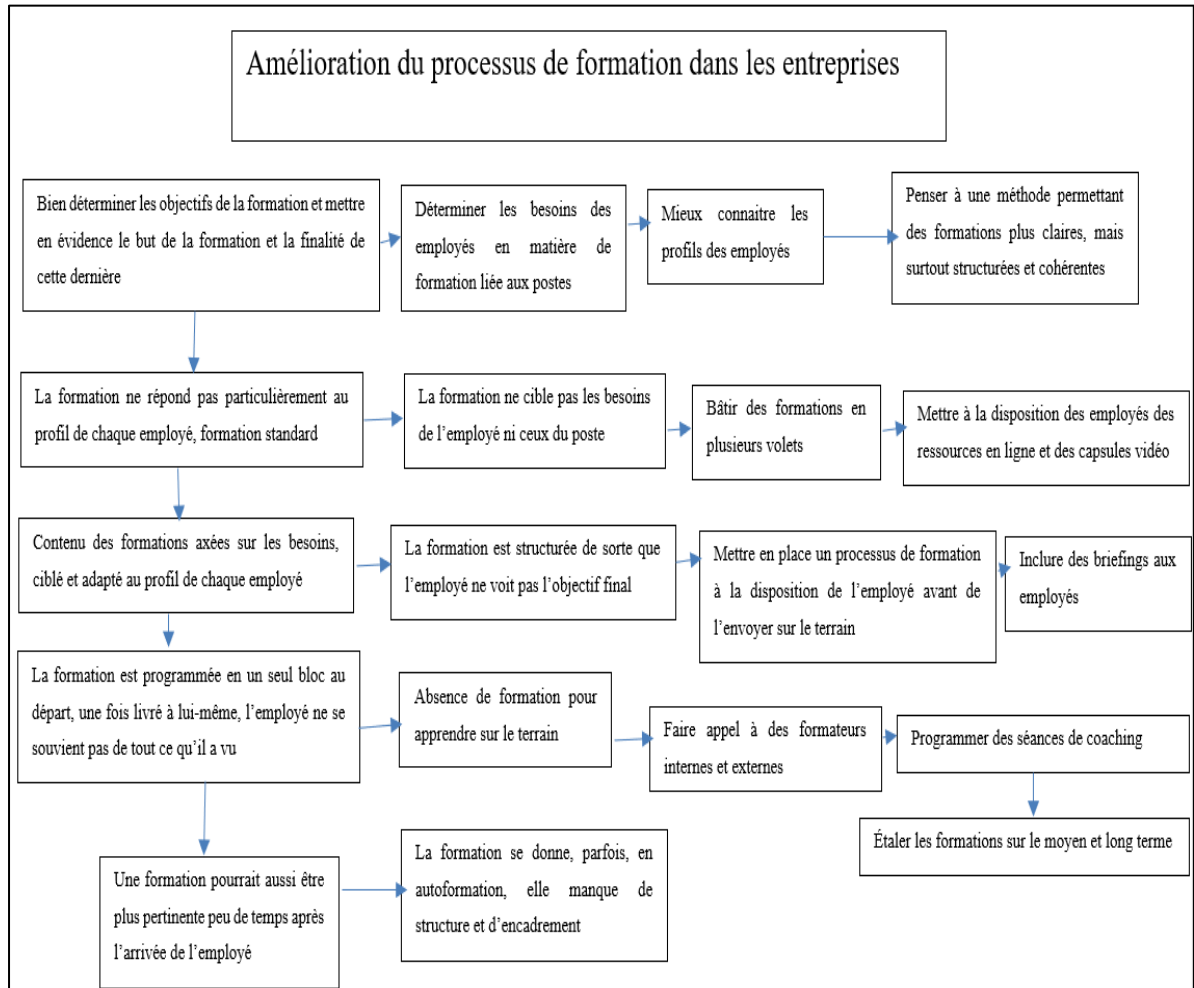 Amélioration du processus de formation dans les entreprises
Bien déterminer les objectifs de la formation et mettre
en évidence le but de la formation et la finalité de
cette dernière
Déterminer les besoins des
employés en matière de
formation liée aux postes
Mieux connaitre les
profils des employés
Penser à une méthode permettant
des formations plus claires, mais
surtout structurées et cohérentes
La formation ne répond pas particulièrement au
profil de chaque employé, formation standard
La formation ne cible pas les besoins
de l’employé ni ceux du poste
Bâtir des formations en
plusieurs volets
Mettre à la disposition des employés des
ressources en ligne et des capsules vidéo
Contenu des formations axées sur les besoins,
ciblé et adapté au profil de chaque employé
La formation est structurée de sorte que
l’employé ne voit pas l’objectif final
Mettre en place un processus de formation
à la disposition de l’employé avant de
l’envoyer sur le terrain
Inclure des briefings aux
employés
La formation est programmée en un seul bloc au
départ, une fois livré à lui-même, l’employé ne se
souvient pas de tout ce qu’il a vu
Absence de formation pour
apprendre sur le terrain
Faire appel à des formateurs
internes et externes
Programmer des séances de coaching
Étaler les formations sur le moyen et long terme
Une formation pourrait aussi être
plus pertinente peu de temps après
l’arrivée de l’employé
La formation se donne, parfois, en
autoformation, elle manque de
structure et d’encadrement